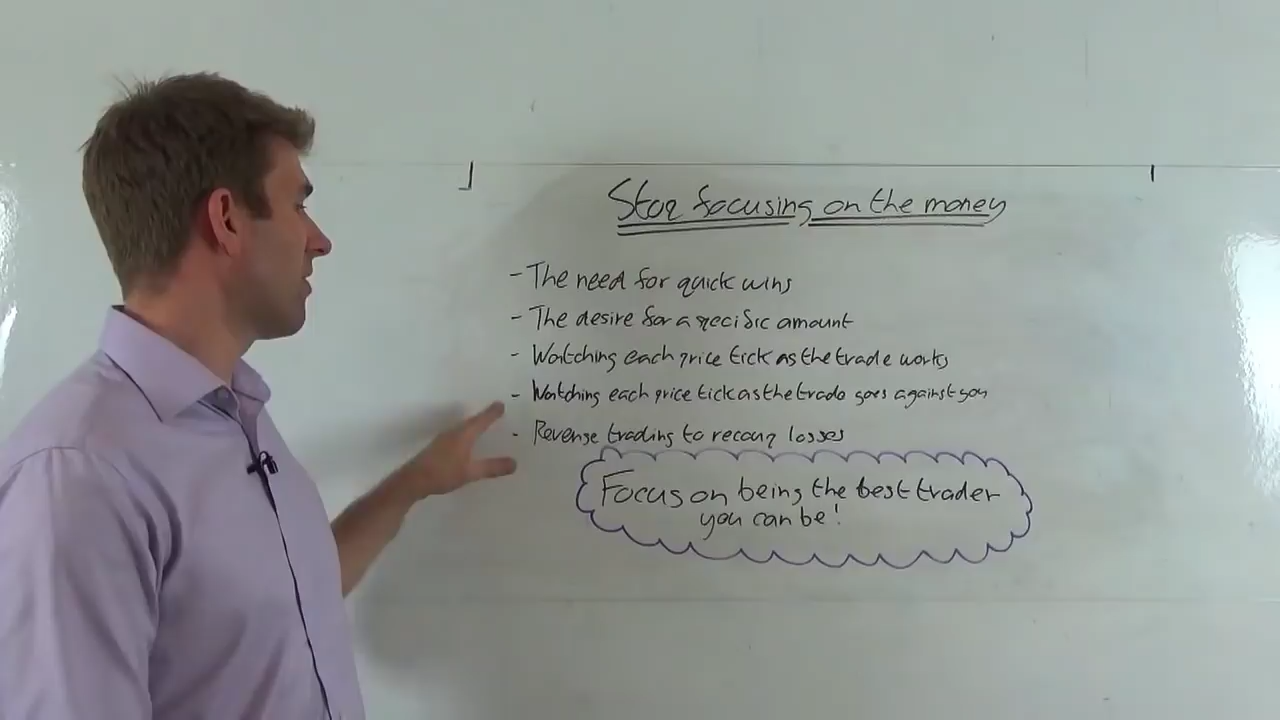 Stop focusing on the money
- The need for quick wins
- The desire for a specific amount
- Watching each price tick as the trade works
- Watching each price tick as the trade goes against you
- Revenge trading to recoup losses
Focus on being the best trader
you can be!